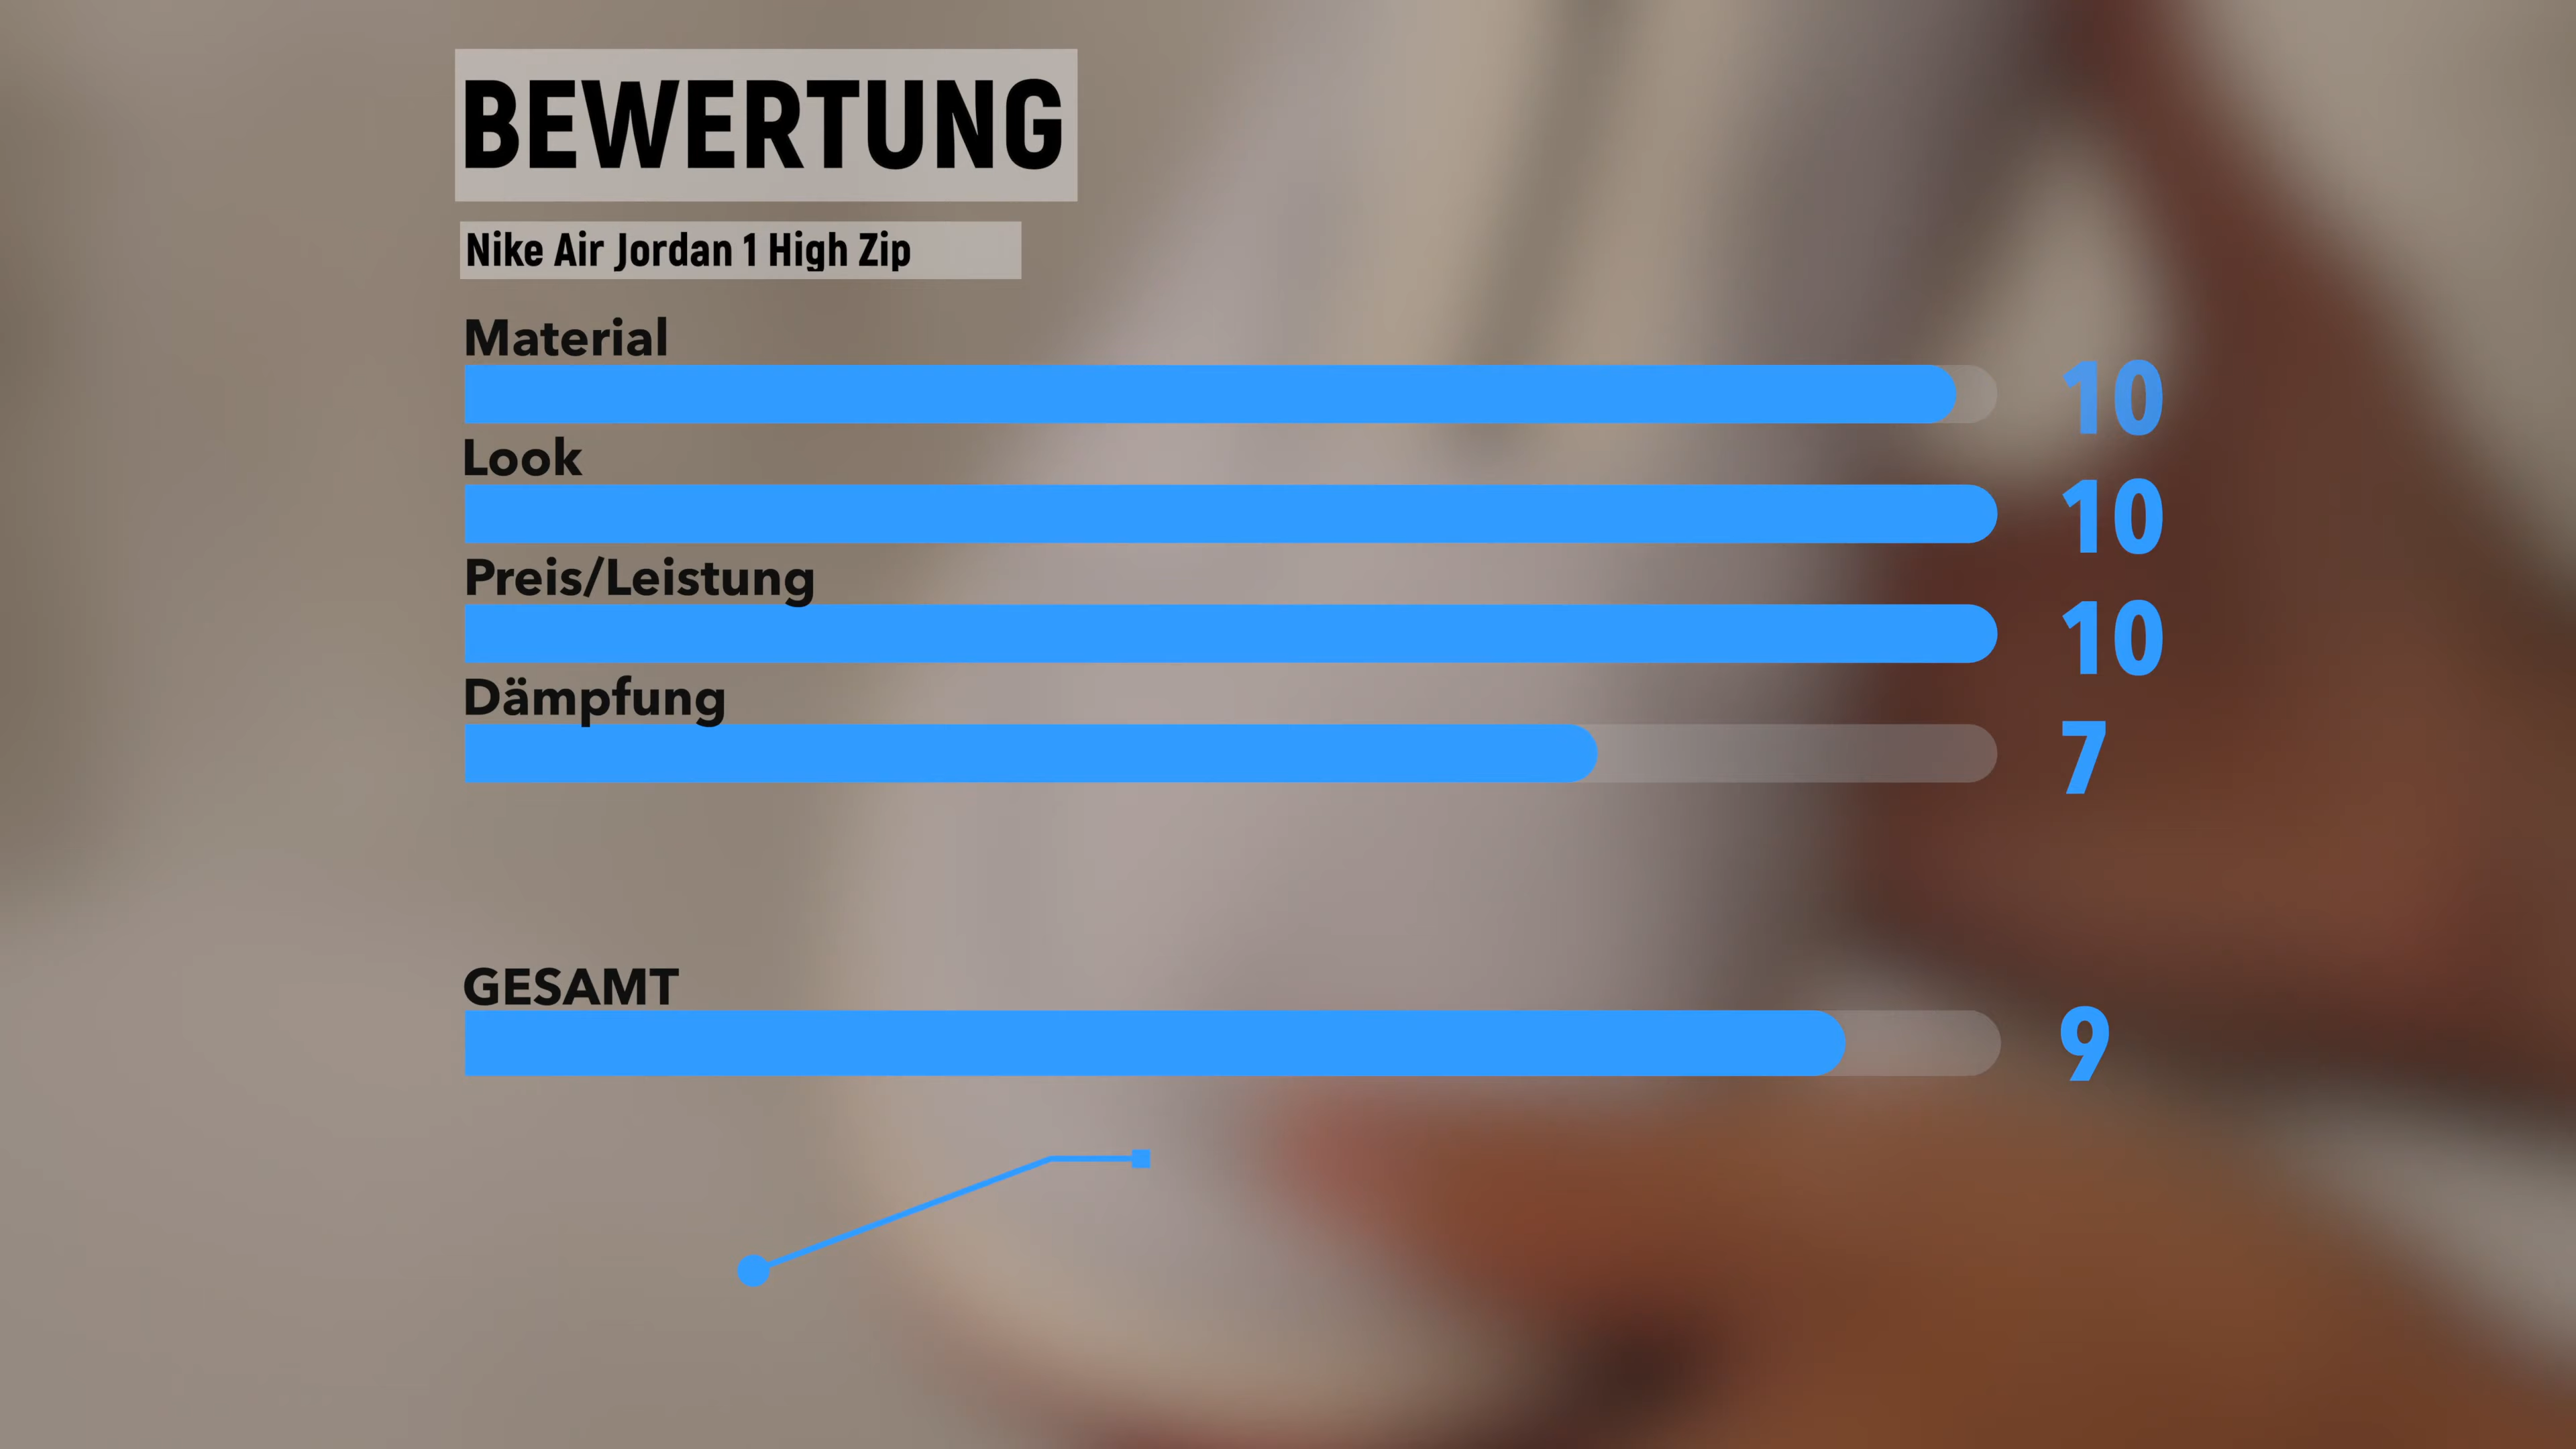 BEWERTUNG
Nike Air Jordan 1 High Zip
Material
10
Look
10
Preis/Leistung
10
Dämpfung
7
GESAMT
9